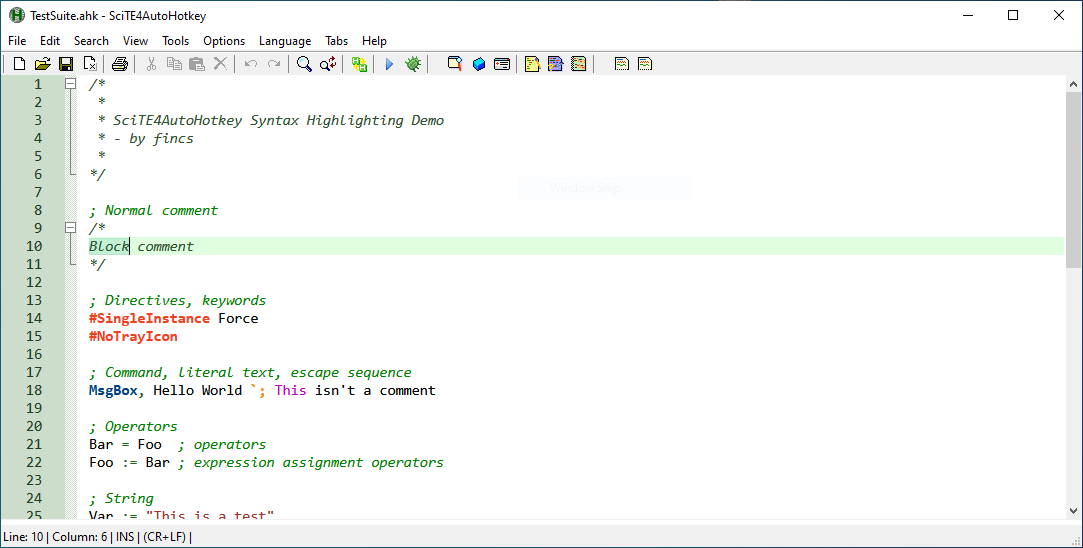 TestSuite.ahk - SciTE4AutoHotkey
File Edit Search View Tools Options Language Tabs Help
1 /*
2 *
3 * SciTE4AutoHotkey Syntax Highlighting Demo
4 * - by fincs
5 *
6 */
7
8 ; Normal comment
9 /*
10 Block comment
11 */
12
13 ; Directives, keywords
14 #SingleInstance Force
15 #NoTrayIcon
16
17 ; Command, literal text, escape sequence
18 MsgBox, Hello World `; This isn't a comment
19
20 ; Operators
21 Bar = Foo  ; operators
22 Foo := Bar ; expression assignment operators
23
24 ; String
25 Var := "This is a test"
Line: 10 | Column: 6 | INS | (CR+LF) |